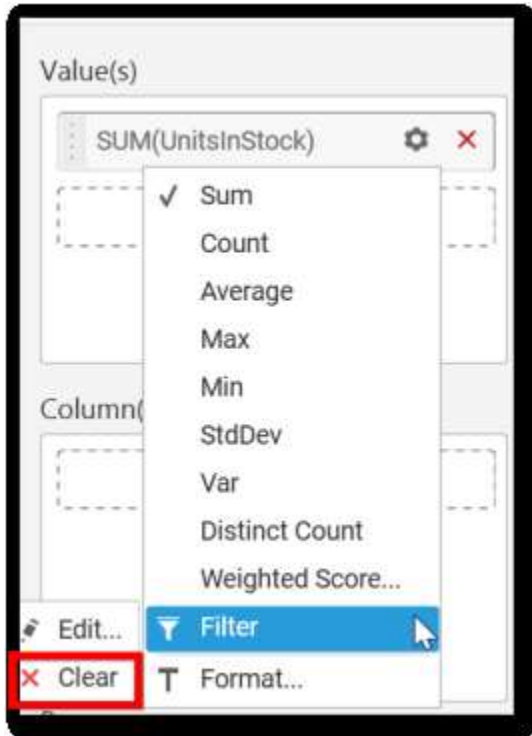 Value(s)
SUM(UnitsInStock)
Sum
Count
Average
Max
Min
Column(
StdDev
Var
Distinct Count
Weighted Score...
Edit...
Filter
Clear
Format...